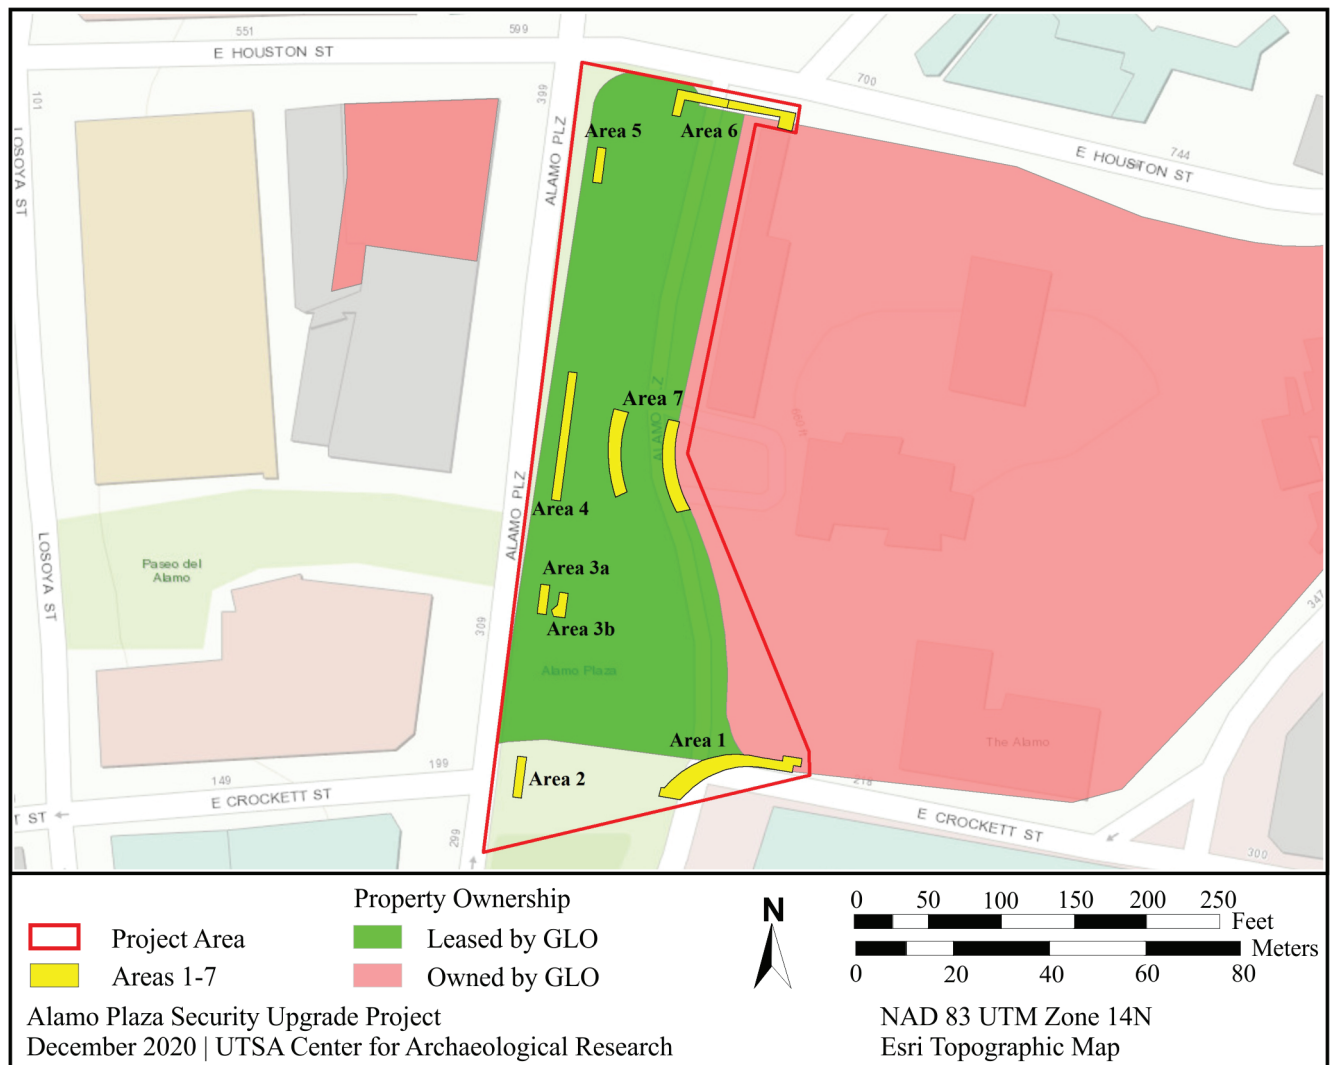 551
599
E HOUSTON ST
101
399
700
744
E HOUSTON ST
LOSOYA ST
ALAMO PLZ
Area 5
Area 6
Area 7
Area 4
ALAMO PLZ
Area 3a
Area 3b
Paseo del
Alamo
LOSOYA ST
309
Alamo Plaza
347
Area 1
The Alamo
Area 2
199
149
E CROCKETT ST
218
E CROCKETT ST
T ST
299
300
Property Ownership
Project Area
Leased by GLO
Areas 1-7
Owned by GLO
N
0 50 100 150 200 250
Feet
Meters
0 20 40 60 80
Alamo Plaza Security Upgrade Project
NAD 83 UTM Zone 14N
December 2020 | UTSA Center for Archaeological Research
Esri Topographic Map